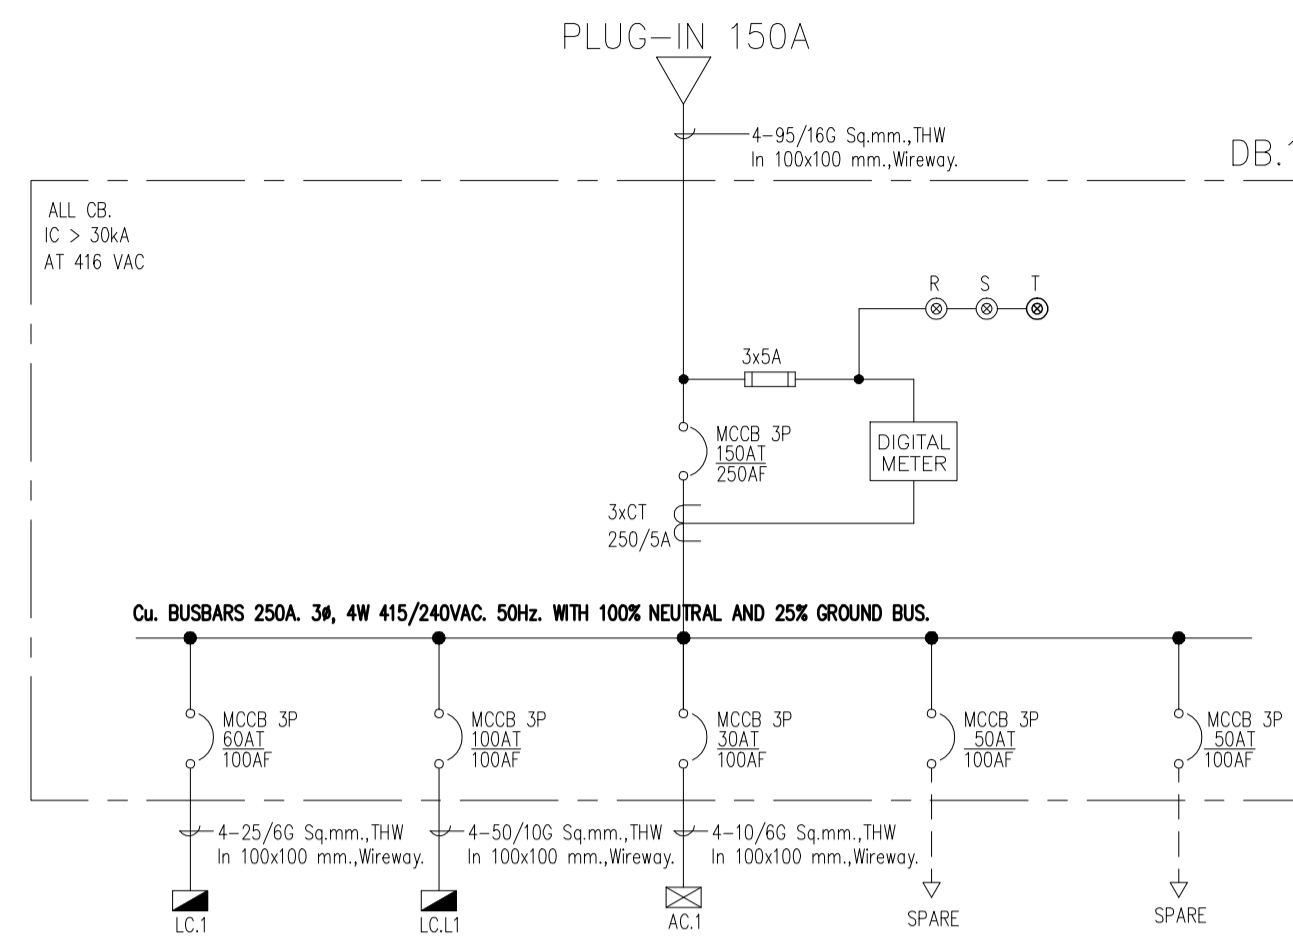 PLUG-IN 150A
4-95/16G Sq.mm.,THW
In 100x100 mm.,Wireway.
ALL CB.
IC > 30kA
AT 416 VAC
R S T
3x5A
MCCB 3P
150AT
250AF
DIGITAL
METER
3xCT
250/5A
Cu. BUSBARS 250A. 3ø, 4W 415/240VAC. 50Hz. WITH 100% NEUTRAL AND 25% GROUND BUS.
MCCB 3P
60AT
100AF
MCCB 3P
100AT
100AF
MCCB 3P
30AT
100AF
MCCB 3P
50AT
100AF
MCCB 3P
50AT
100AF
4-25/6G Sq.mm.,THW
In 100x100 mm.,Wireway.
4-50/10G Sq.mm.,THW
In 100x100 mm.,Wireway.
4-10/6G Sq.mm.,THW
In 100x100 mm.,Wireway.
LC.1
LC.L1
AC.1
SPARE
SPARE